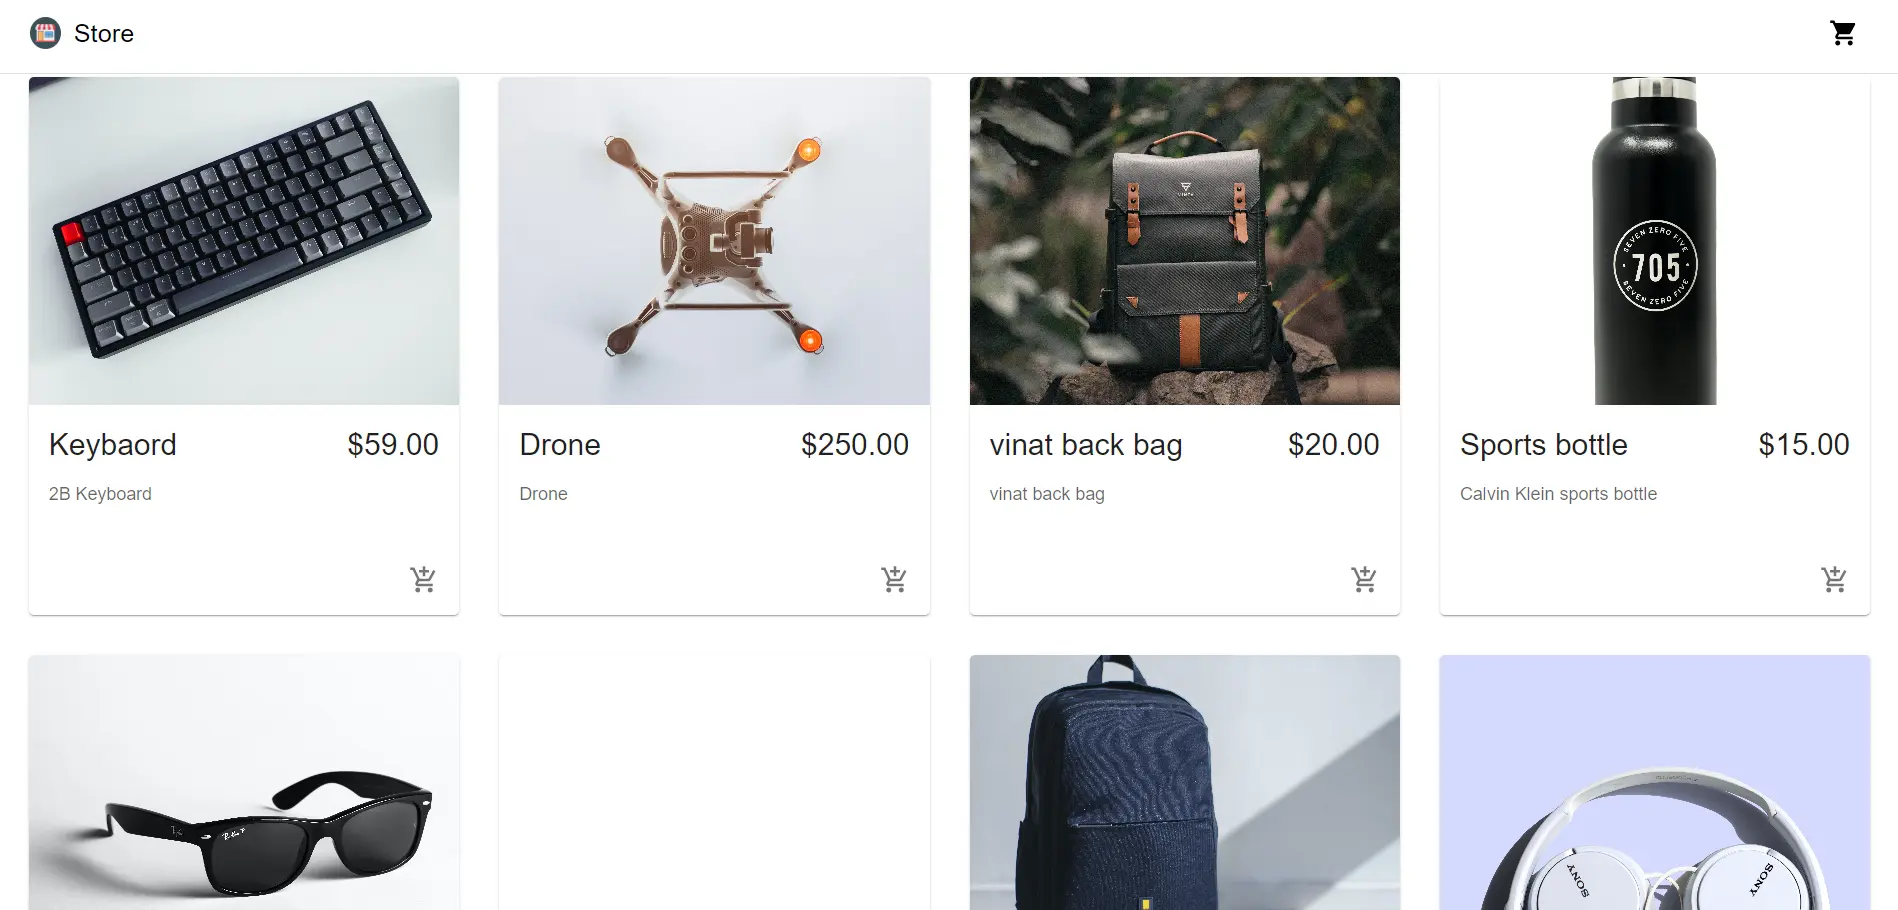 Store
SEVEN ZERO FIVE
705
SEVEN ZERO FIVE
Keybaord $59.00
2B Keyboard
Drone $250.00
Drone
vinat back bag $20.00
vinat back bag
Sports bottle $15.00
Calvin Klein sports bottle
SONY
SONY